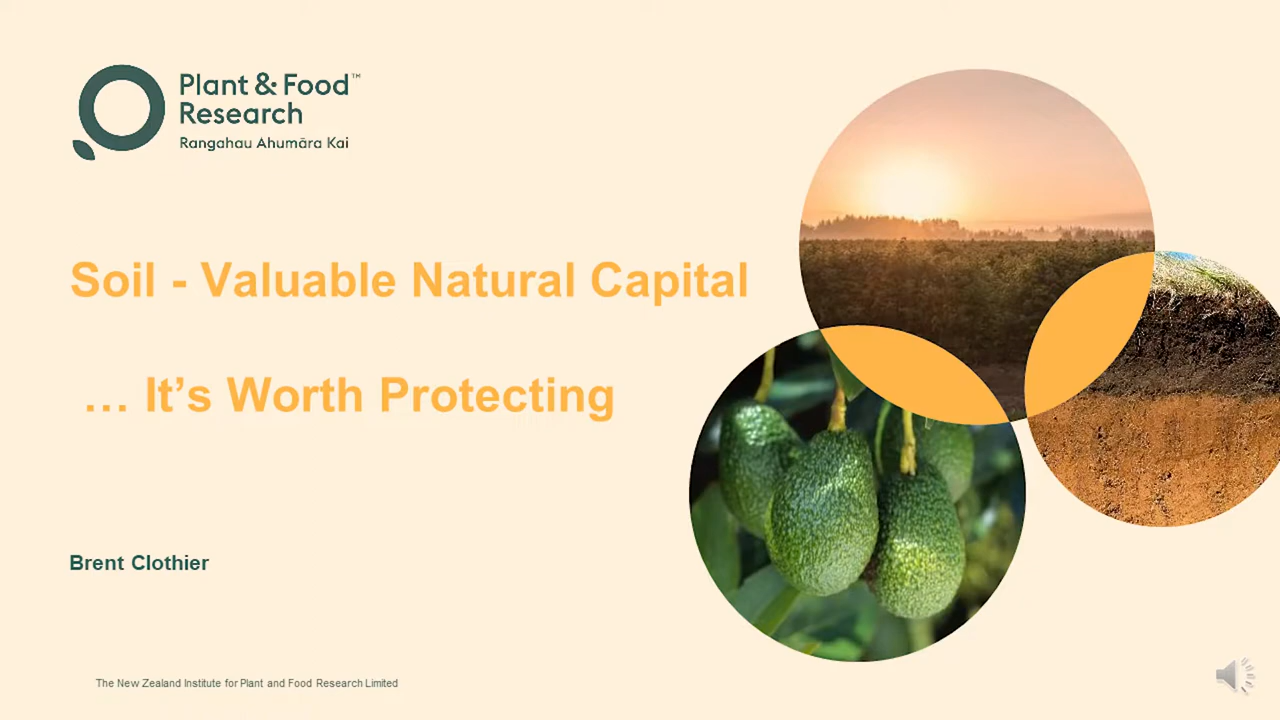 Plant & Food™
Research
Rangahau Ahumāra Kai
Soil - Valuable Natural Capital
… It’s Worth Protecting
Brent Clothier
The New Zealand Institute for Plant and Food Research Limited